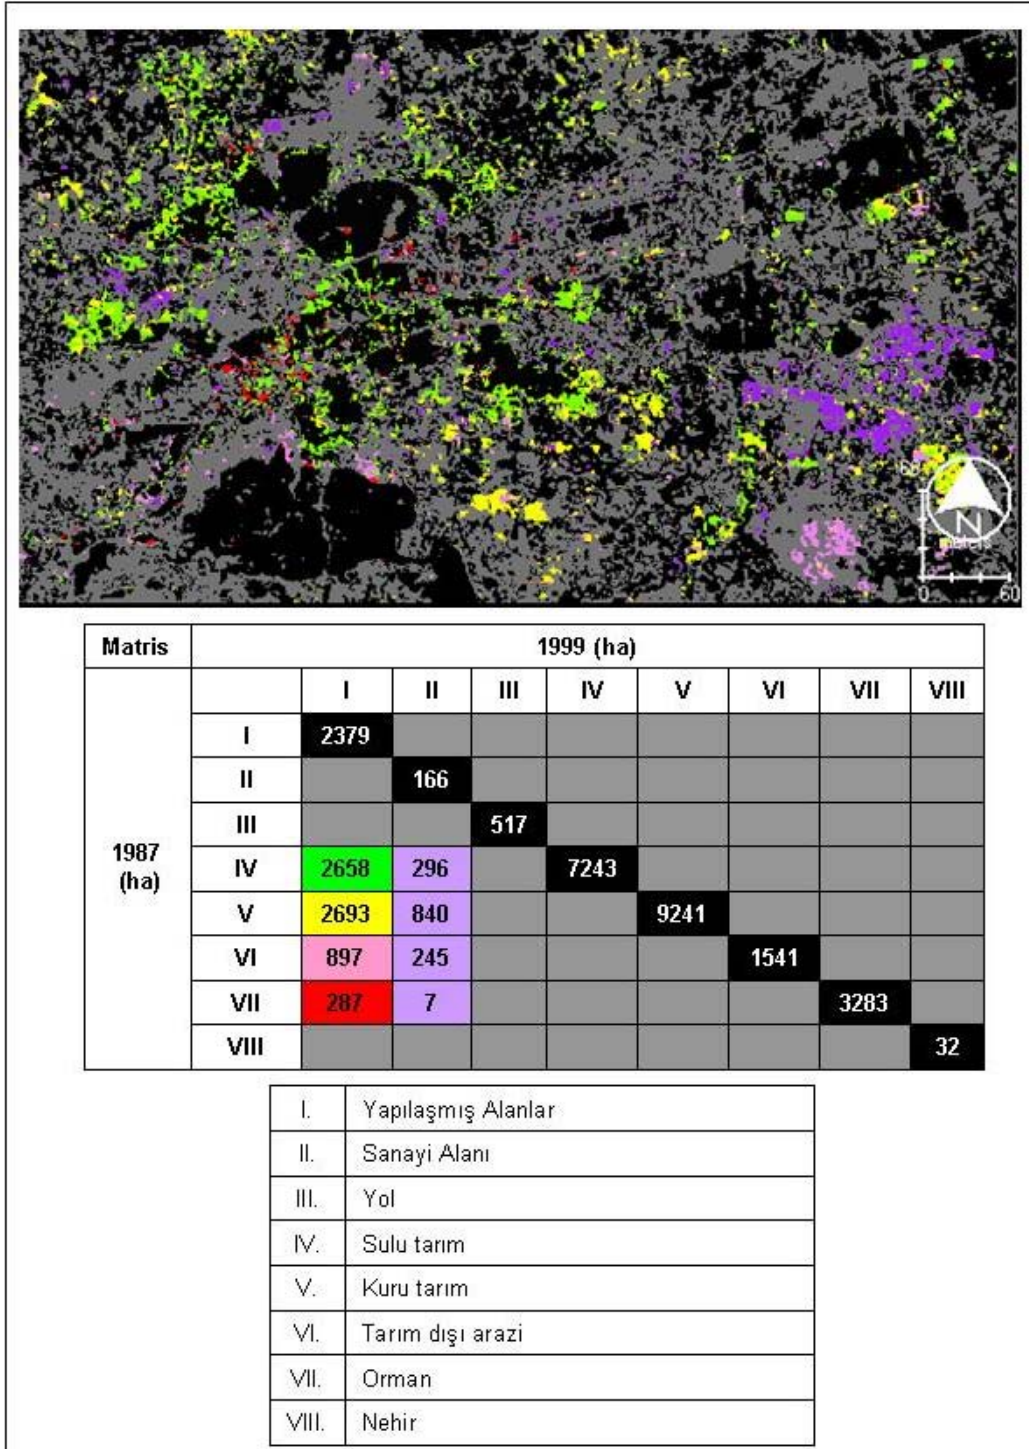 N
meters
0 60
Matris 1999 (ha)
I II III IV V VI VII VIII
1987 (ha)
I 2379
II 166
III 517
IV 2658 296 7243
V 2693 840 9241
VI 897 245 1541
VII 287 7 3283
VIII 32
I. Yapılaşmış Alanlar
II. Sanayi Alanı
III. Yol
IV. Sulu tarım
V. Kuru tarım
VI. Tarım dışı arazi
VII. Orman
VIII. Nehir